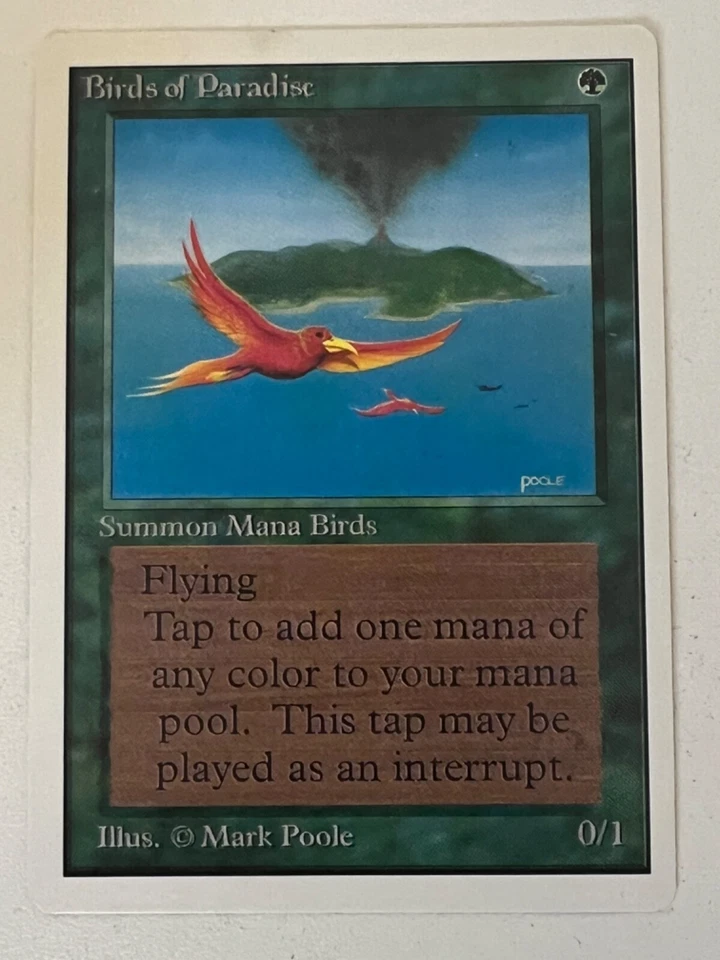 Birds of Paradise
POOLE
Summon Mana Birds
Flying
Tap to add one mana of
any color to your mana
pool. This tap may be
played as an interrupt.
Illus. © Mark Poole
0/1